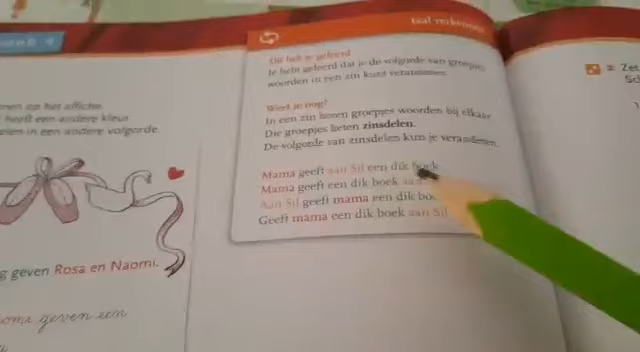 taal verkennen
Dit heb je geleerd
Je hebt geleerd dat je de volgorde van groepjes
woorden in een zin kunt veranderen.
Weet je nog?
In een zin horen groepjes woorden bij elkaar.
Die groepjes heten zinsdelen.
De volgorde van zinsdelen kun je veranderen.
Mama geeft aan Sil een dik boek
Mama geeft een dik boek
Aan Sil geeft mama een dik
Geeft mama een dik boek aan Sil
op het affiche
heeft een andere kleur
in een andere volgorde
geven Rosa en Naomi.
geven een
Zet